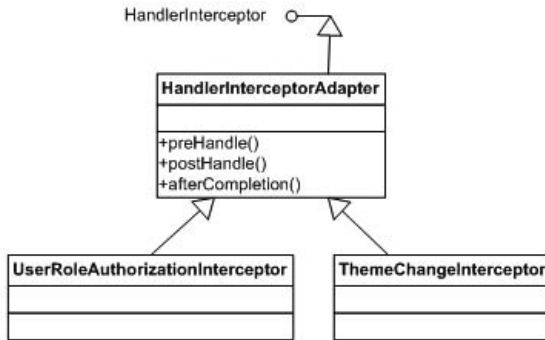 HandlerInterceptor
HandlerInterceptorAdapter
+preHandle()
+postHandle()
+afterCompletion()
UserRoleAuthorizationInterceptor
ThemeChangeInterceptor